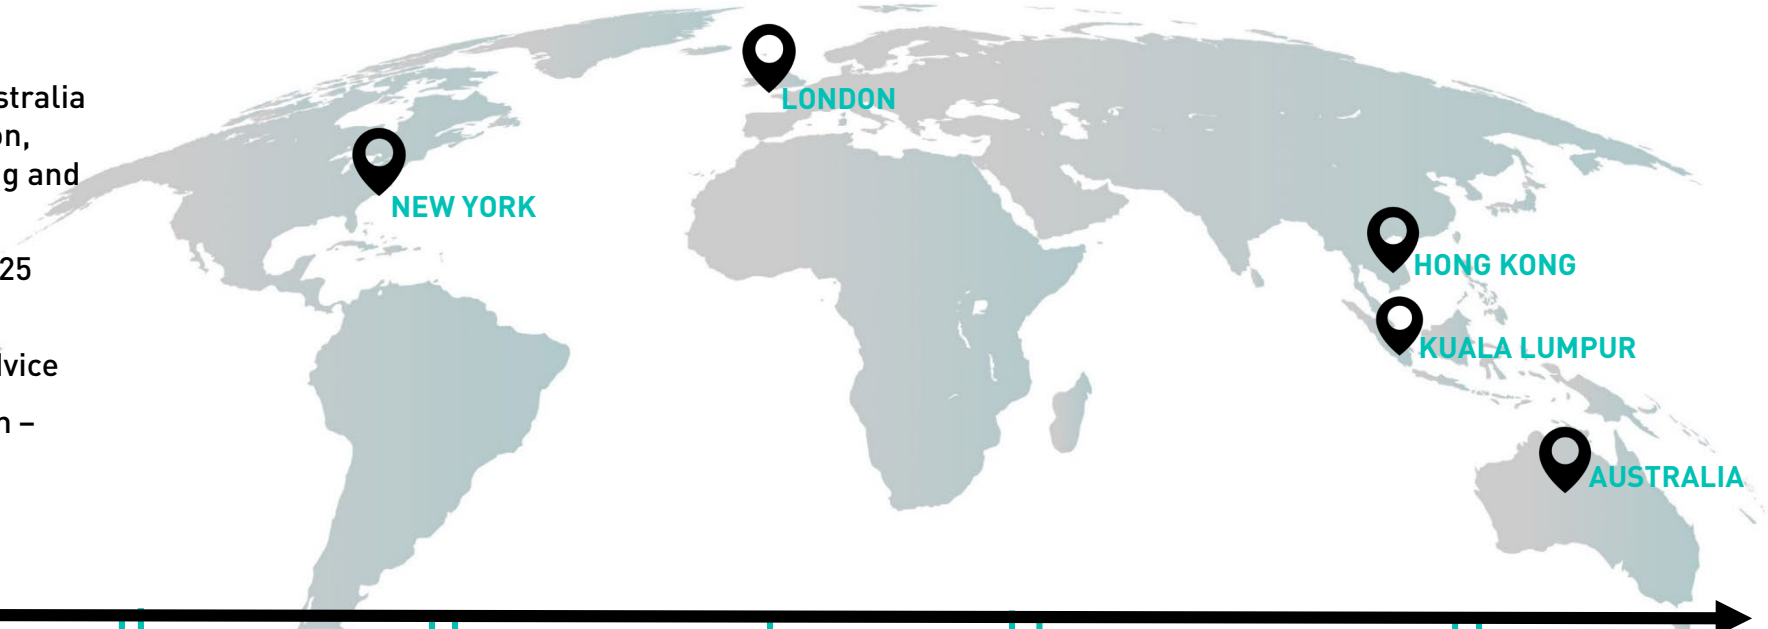 stralia
on,
g and
25
lvice
n –
LONDON
NEW YORK
HONG KONG
KUALA LUMPUR
AUSTRALIA